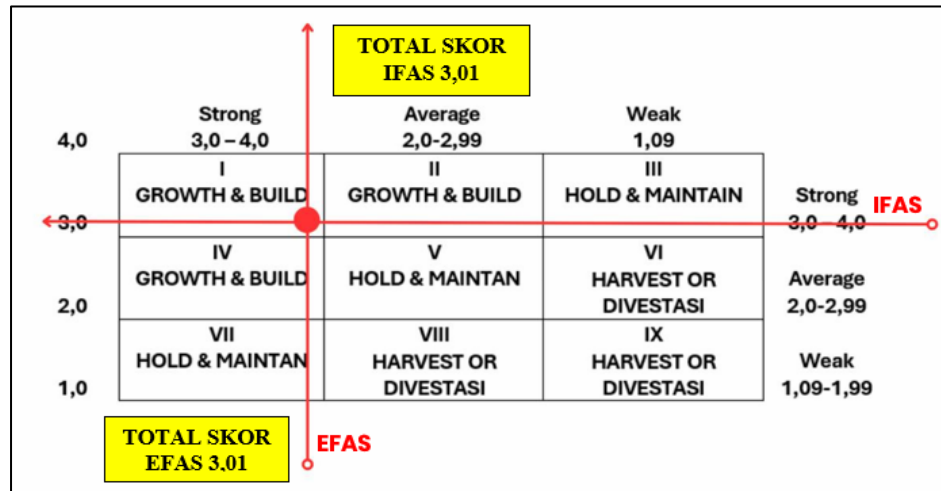 TOTAL SKOR
IFAS 3,01
Strong
3,0 – 4,0
Average
2,0-2,99
Weak
1,09
4,0
I
GROWTH & BUILD
II
GROWTH & BUILD
III
HOLD & MAINTAIN
3,0
Strong
3,0 – 4,0
IFAS
IV
GROWTH & BUILD
V
HOLD & MAINTAN
VI
HARVEST OR
DIVESTASI
2,0
Average
2,0-2,99
VII
HOLD & MAINTAN
VIII
HARVEST OR
DIVESTASI
IX
HARVEST OR
DIVESTASI
1,0
Weak
1,09-1,99
TOTAL SKOR
EFAS 3,01
EFAS